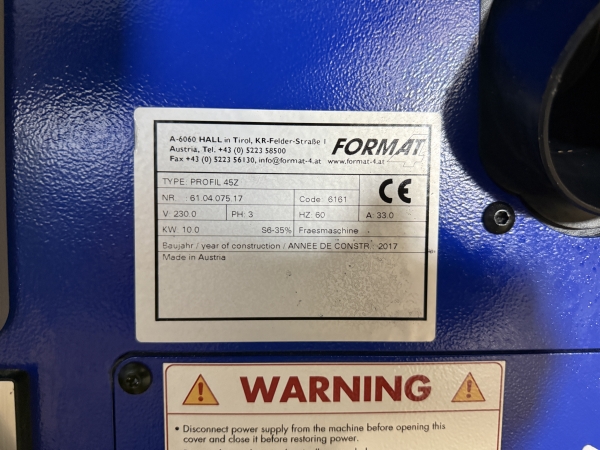 A-6060 HALL in Tirol, KR-Felder-Straße 1
Austria, Tel. +43 (0) 5223 58500
Fax +43 (0) 5223 56130, info@format-4.at
FORMAT 4
www.format-4.at
TYPE: PROFIL 45Z
NR.: 61.04.075.17 Code: 6161
V: 230.0 PH: 3 HZ: 60 A: 33.0
KW: 10.0 S6-35% Fraesmaschine
Baujahr / year of construction / ANNEE DE CONSTR.: 2017
Made in Austria
CE
WARNING
• Disconnect power supply from the machine before opening this
cover and close it before restoring power.